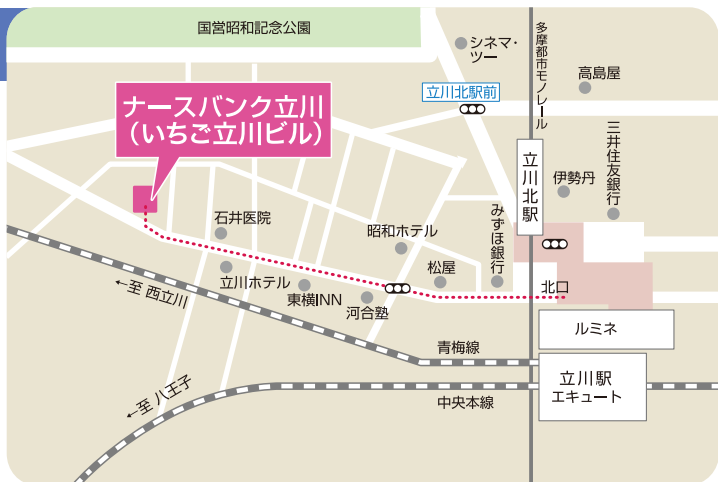 国営昭和記念公園
シネマ・
ツー
多摩都市モノレール
高島屋
立川北駅前
ナースバンク立川
（いちご立川ビル）
三井住友銀行
立川北駅
伊勢丹
みずほ銀行
石井医院
昭和ホテル
立川ホテル
松屋
東横INN
河合塾
北口
←至 西立川
ルミネ
青梅線
立川駅
エキュート
←至 八王子
中央本線